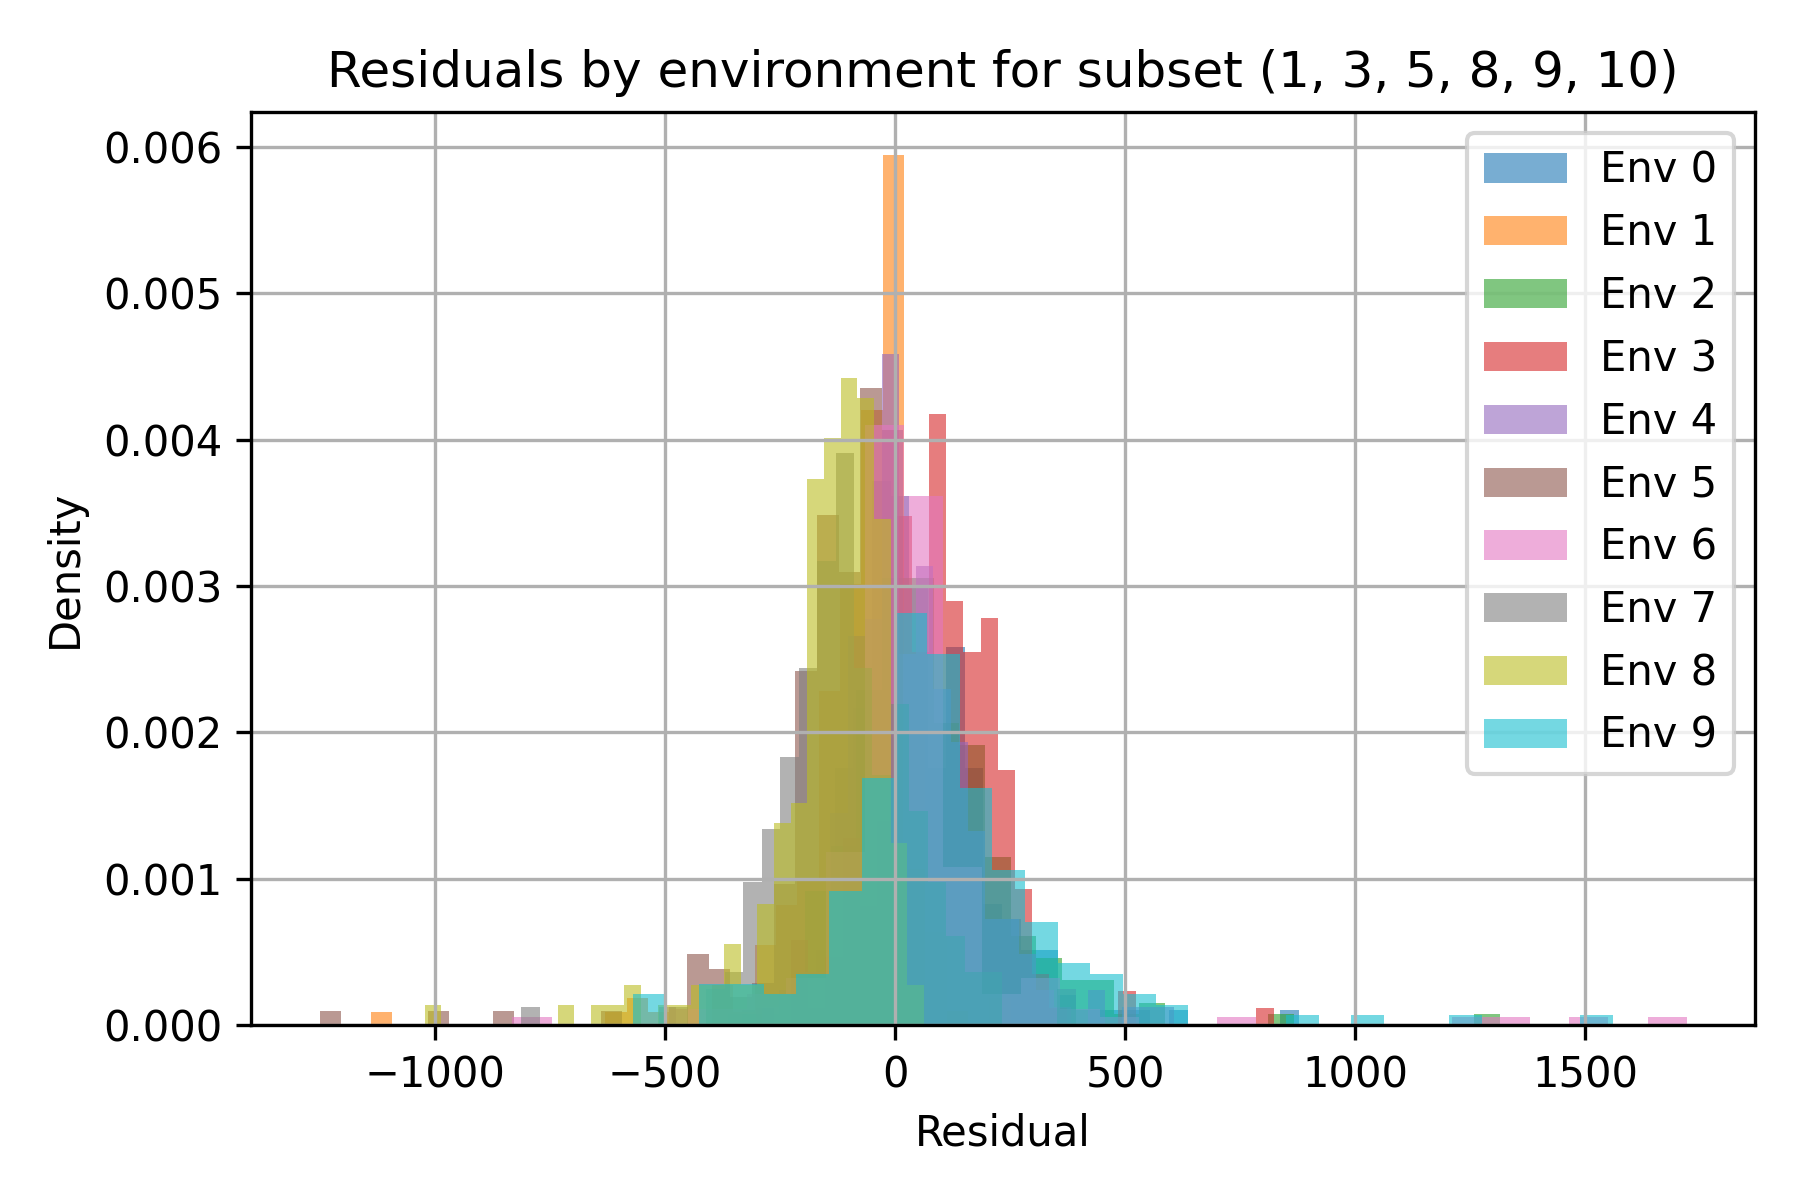 Residuals by environment for subset (1, 3, 5, 8, 9, 10)
0.006
0.005
0.004
0.003
0.002
0.001
0.000
Density
−1000
−500
0
500
1000
1500
Residual
Env 0
Env 1
Env 2
Env 3
Env 4
Env 5
Env 6
Env 7
Env 8
Env 9